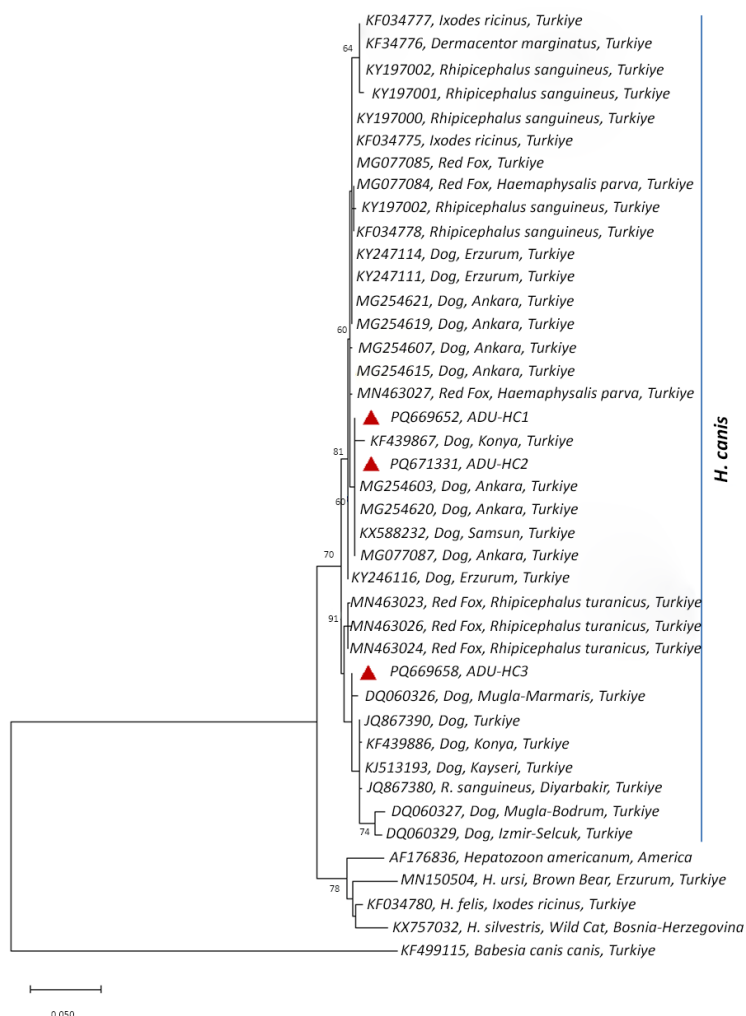 KF034777, Ixodes ricinus, Turkiye
64
KF34776, Dermacentor marginatus, Turkiye
KY197002, Rhipicephalus sanguineus, Turkiye
KY197001, Rhipicephalus sanguineus, Turkiye
KY197000, Rhipicephalus sanguineus, Turkiye
KF034775, Ixodes ricinus, Turkiye
MG077085, Red Fox, Turkiye
MG077084, Red Fox, Haemaphysalis parva, Turkiye
KY197002, Rhipicephalus sanguineus, Turkiye
KF034778, Rhipicephalus sanguineus, Turkiye
KY247114, Dog, Erzurum, Turkiye
KY247111, Dog, Erzurum, Turkiye
MG254621, Dog, Ankara, Turkiye
MG254619, Dog, Ankara, Turkiye
60
MG254607, Dog, Ankara, Turkiye
MG254615, Dog, Ankara, Turkiye
MN463027, Red Fox, Haemaphysalis parva, Turkiye
PQ669652, ADU-HC1
KF439867, Dog, Konya, Turkiye
81
PQ671331, ADU-HC2
MG254603, Dog, Ankara, Turkiye
60
MG254620, Dog, Ankara, Turkiye
KX588232, Dog, Samsun, Turkiye
MG077087, Dog, Ankara, Turkiye
70
KY246116, Dog, Erzurum, Turkiye
MN463023, Red Fox, Rhipicephalus turanicus, Turkiye
91
MN463026, Red Fox, Rhipicephalus turanicus, Turkiye
MN463024, Red Fox, Rhipicephalus turanicus, Turkiye
PQ669658, ADU-HC3
DQ060326, Dog, Mugla-Marmaris, Turkiye
JQ867390, Dog, Turkiye
KF439886, Dog, Konya, Turkiye
KJ513193, Dog, Kayseri, Turkiye
JQ867380, R. sanguineus, Diyarbakir, Turkiye
DQ060327, Dog, Mugla-Bodrum, Turkiye
74
DQ060329, Dog, Izmir-Selcuk, Turkiye
AF176836, Hepatozoon americanum, America
MN150504, H. ursi, Brown Bear, Erzurum, Turkiye
78
KF034780, H. felis, Ixodes ricinus, Turkiye
KX757032, H. silvestris, Wild Cat, Bosnia-Herzegovina
KF499115, Babesia canis canis, Turkiye
H. canis
0.050